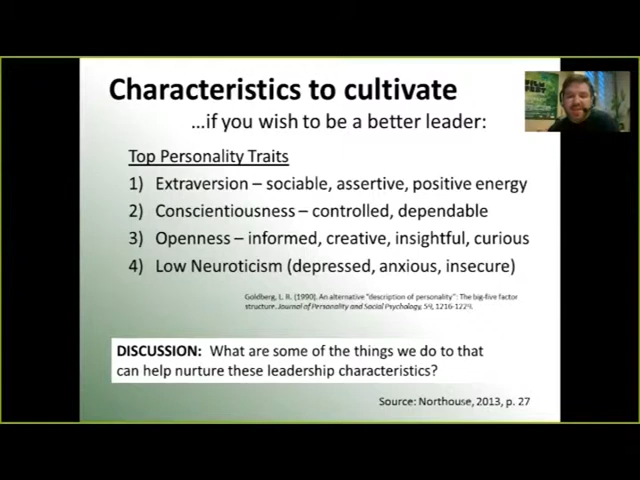 Characteristics to cultivate
...if you wish to be a better leader:
Top Personality Traits
1) Extraversion – sociable, assertive, positive energy
2) Conscientiousness – controlled, dependable
3) Openness – informed, creative, insightful, curious
4) Low Neuroticism (depressed, anxious, insecure)
Goldberg, L. R. (1990). An alternative "description of personality": The big-five factor
structure. Journal of Personality and Social Psychology, 59, 1216-1229.
DISCUSSION: What are some of the things we do to that
can help nurture these leadership characteristics?
Source: Northouse, 2013, p. 27
FILM
FEST